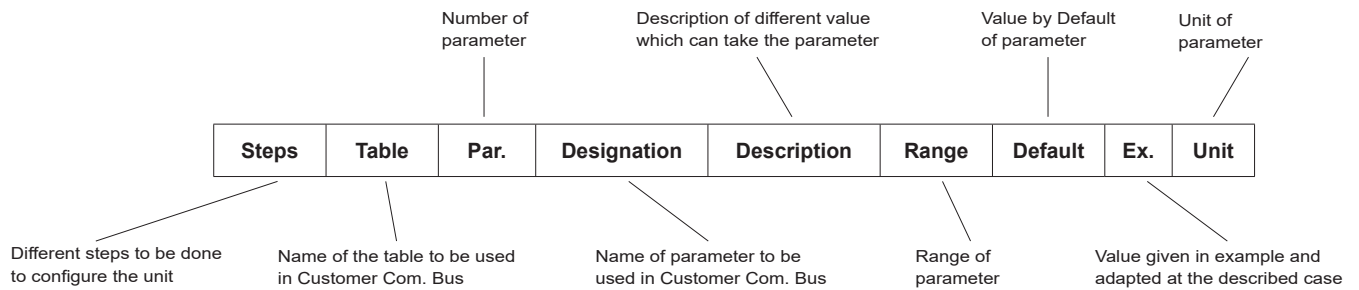 Number of
parameter
Description of different value
which can take the parameter
Value by Default
of parameter
Unit of
parameter
Steps Table Par. Designation Description Range Default Ex. Unit
Different steps to be done
to configure the unit
Name of the table to be used
in Customer Com. Bus
Name of parameter to be
used in Customer Com. Bus
Range of
parameter
Value given in example and
adapted at the described case